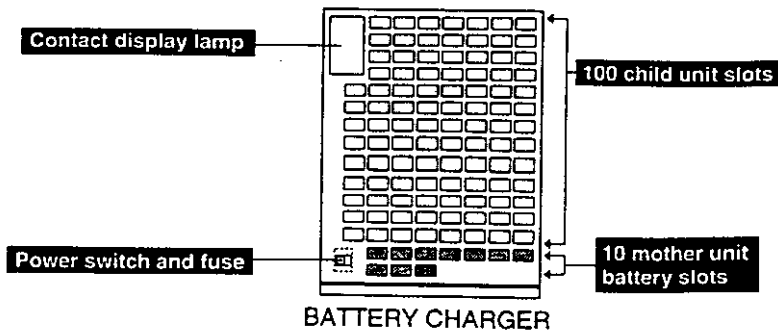 Contact display lamp
100 child unit slots
Power switch and fuse
10 mother unit
battery slots
BATTERY CHARGER